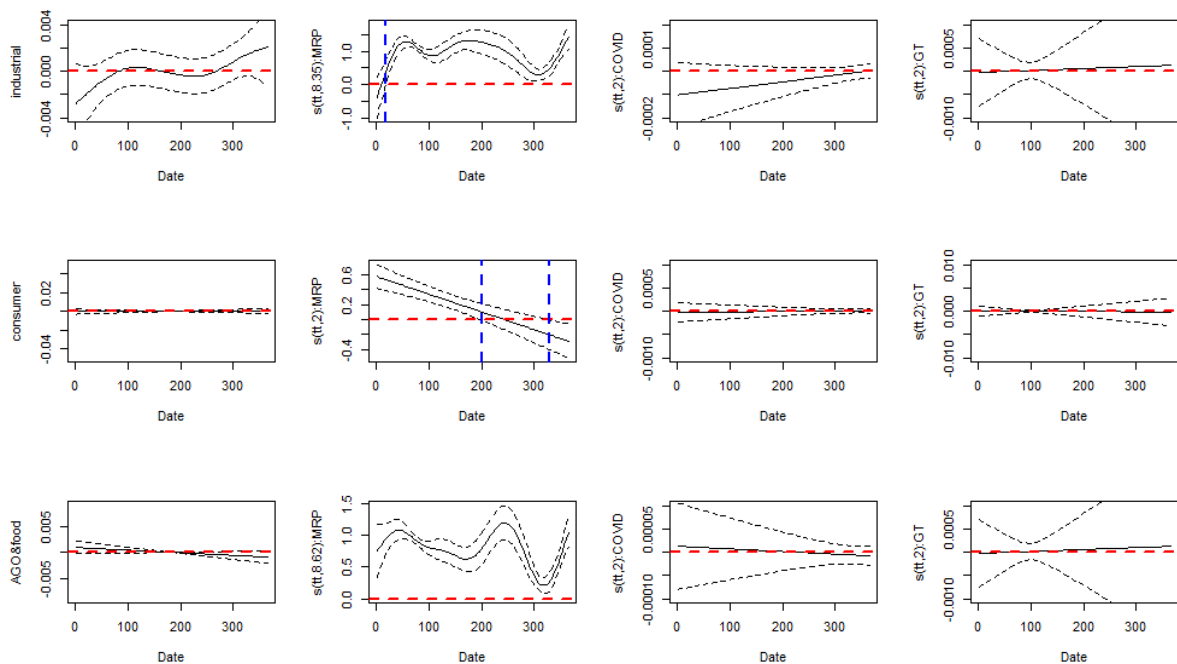 industrial
0.004
0.000
-0.004
0 100 200 300
Date
s(tt,8.35):MRP
1.0
0.0
-1.0
0 100 200 300
Date
s(tt,2):COVID
0.0001
-0.0002
0 100 200 300
Date
s(tt,2):GT
0.0005
-0.0010
0 100 200 300
Date
consumer
0.02
-0.04
0 100 200 300
Date
s(tt,2):MRP
0.6
0.2
-0.4
0 100 200 300
Date
s(tt,2):COVID
0.0005
-0.0010
0 100 200 300
Date
s(tt,2):GT
0.010
0.000
-0.010
0 100 200 300
Date
AGO&food
0.005
-0.005
0 100 200 300
Date
s(tt,8.62):MRP
1.5
1.0
0.5
0.0
0 100 200 300
Date
s(tt,2):COVID
0.00005
-0.00010
0 100 200 300
Date
s(tt,2):GT
0.0005
-0.0010
0 100 200 300
Date